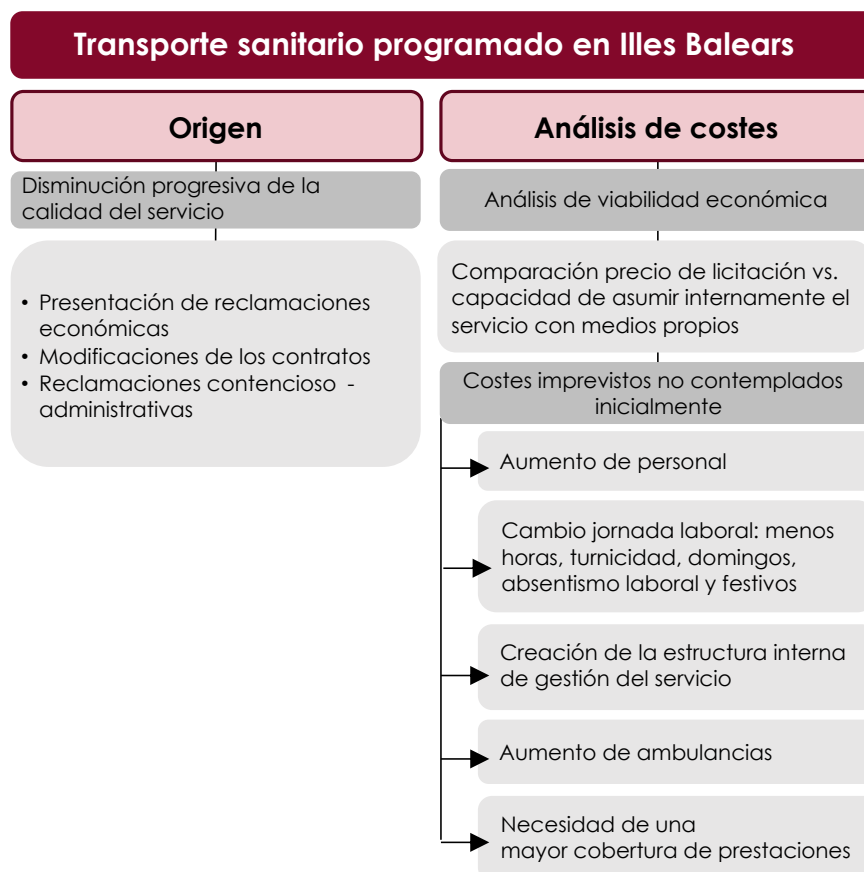 Transporte sanitario programado en Illes Balears
Origen
Disminución progresiva de la
calidad del servicio
• Presentación de reclamaciones
económicas
• Modificaciones de los contratos
• Reclamaciones contencioso -
administrativas
Análisis de costes
Análisis de viabilidad económica
Comparación precio de licitación vs.
capacidad de asumir internamente el
servicio con medios propios
Costes imprevistos no contemplados
inicialmente
Aumento de personal
Cambio jornada laboral: menos
horas, turnicidad, domingos,
absentismo laboral y festivos
Creación de la estructura interna
de gestión del servicio
Aumento de ambulancias
Necesidad de una
mayor cobertura de prestaciones